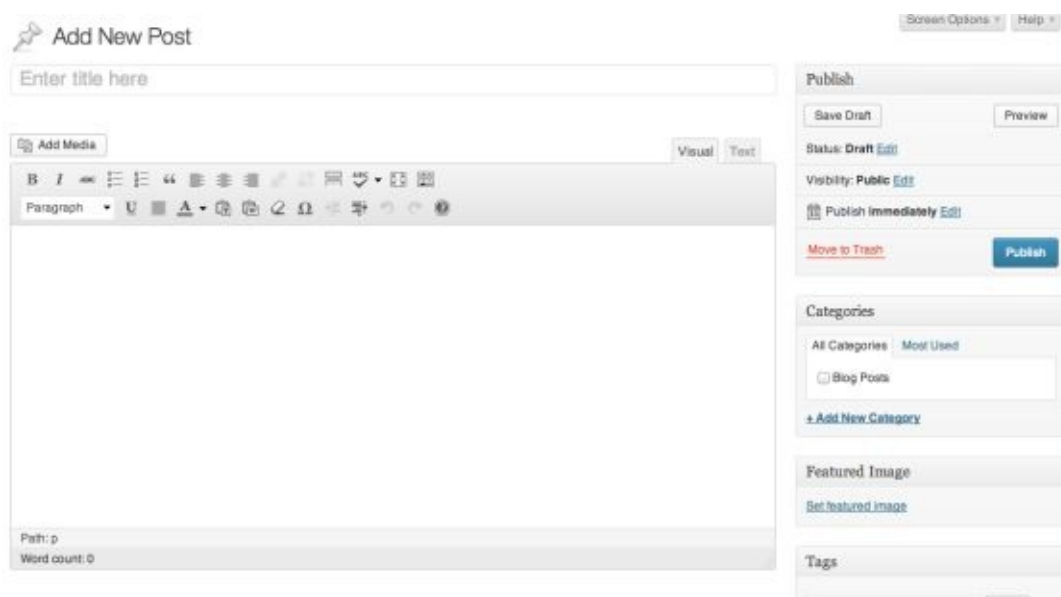 Screen Options Help
Add New Post
Enter title here
Add Media
Visual Text
B I ABC
Paragraph U A Ω
Path: p
Word count: 0
Publish
Save Draft Preview
Status: Draft Edit
Visibility: Public Edit
Publish immediately Edit
Move to Trash Publish
Categories
All Categories Most Used
Blog Posts
+ Add New Category
Featured Image
Set featured image
Tags